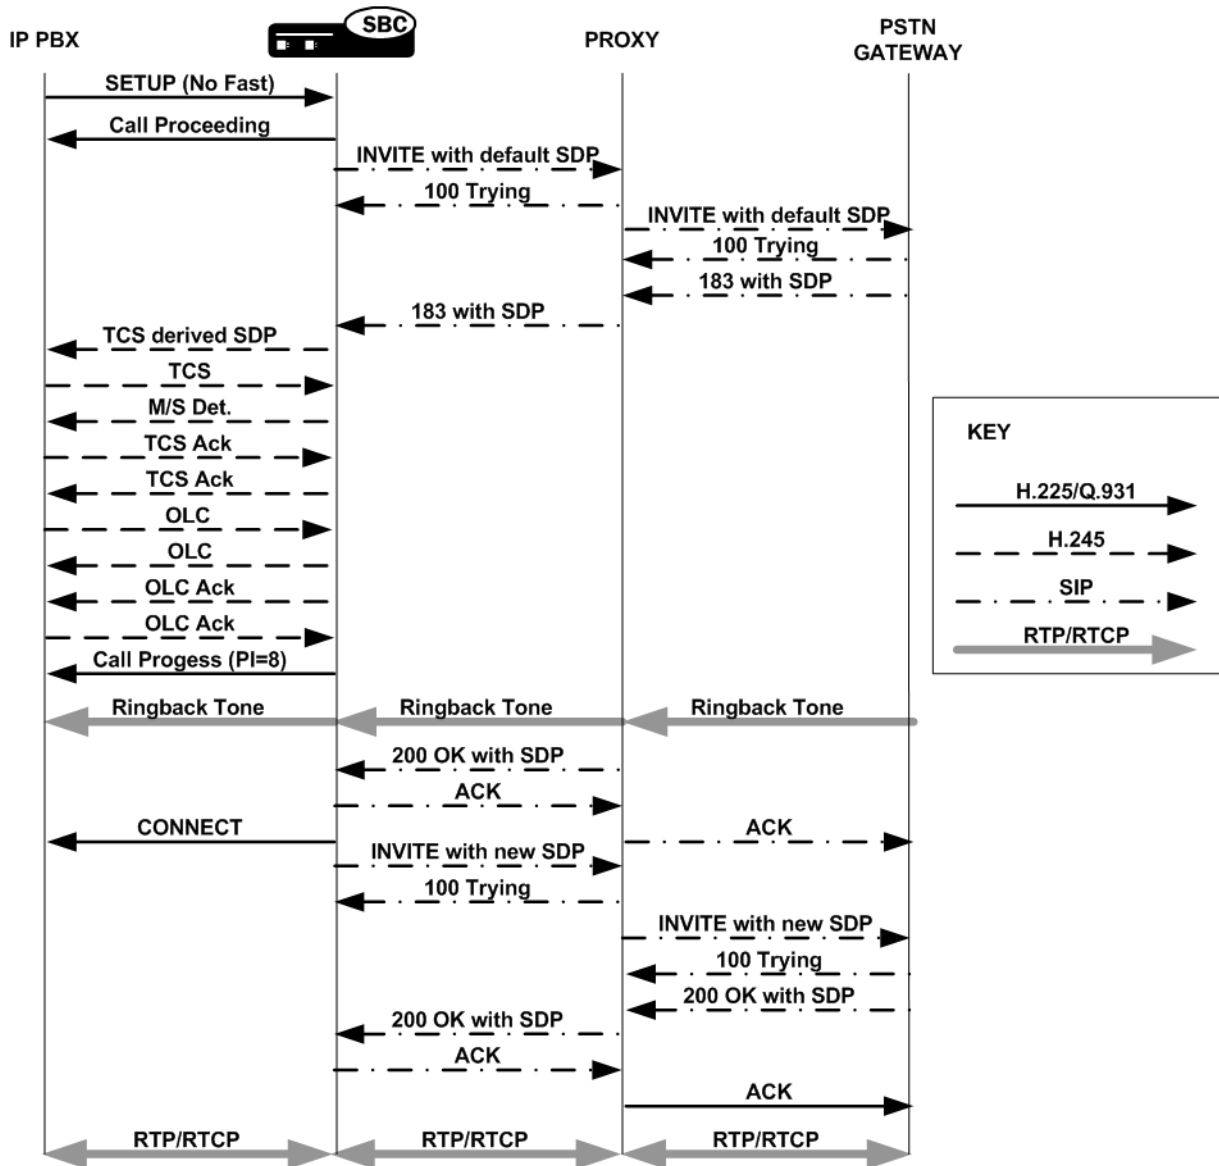 IP PBX
SBC
PROXY
PSTN
GATEWAY
SETUP (No Fast)
Call Proceeding
INVITE with default SDP
100 Trying
INVITE with default SDP
100 Trying
183 with SDP
183 with SDP
TCS derived SDP
TCS
M/S Det.
TCS Ack
TCS Ack
OLC
OLC
OLC Ack
OLC Ack
Call Progess (PI=8)
KEY
H.225/Q.931
H.245
SIP
RTP/RTCP
Ringback Tone
Ringback Tone
Ringback Tone
200 OK with SDP
ACK
CONNECT
ACK
INVITE with new SDP
100 Trying
INVITE with new SDP
100 Trying
200 OK with SDP
200 OK with SDP
ACK
ACK
RTP/RTCP
RTP/RTCP
RTP/RTCP